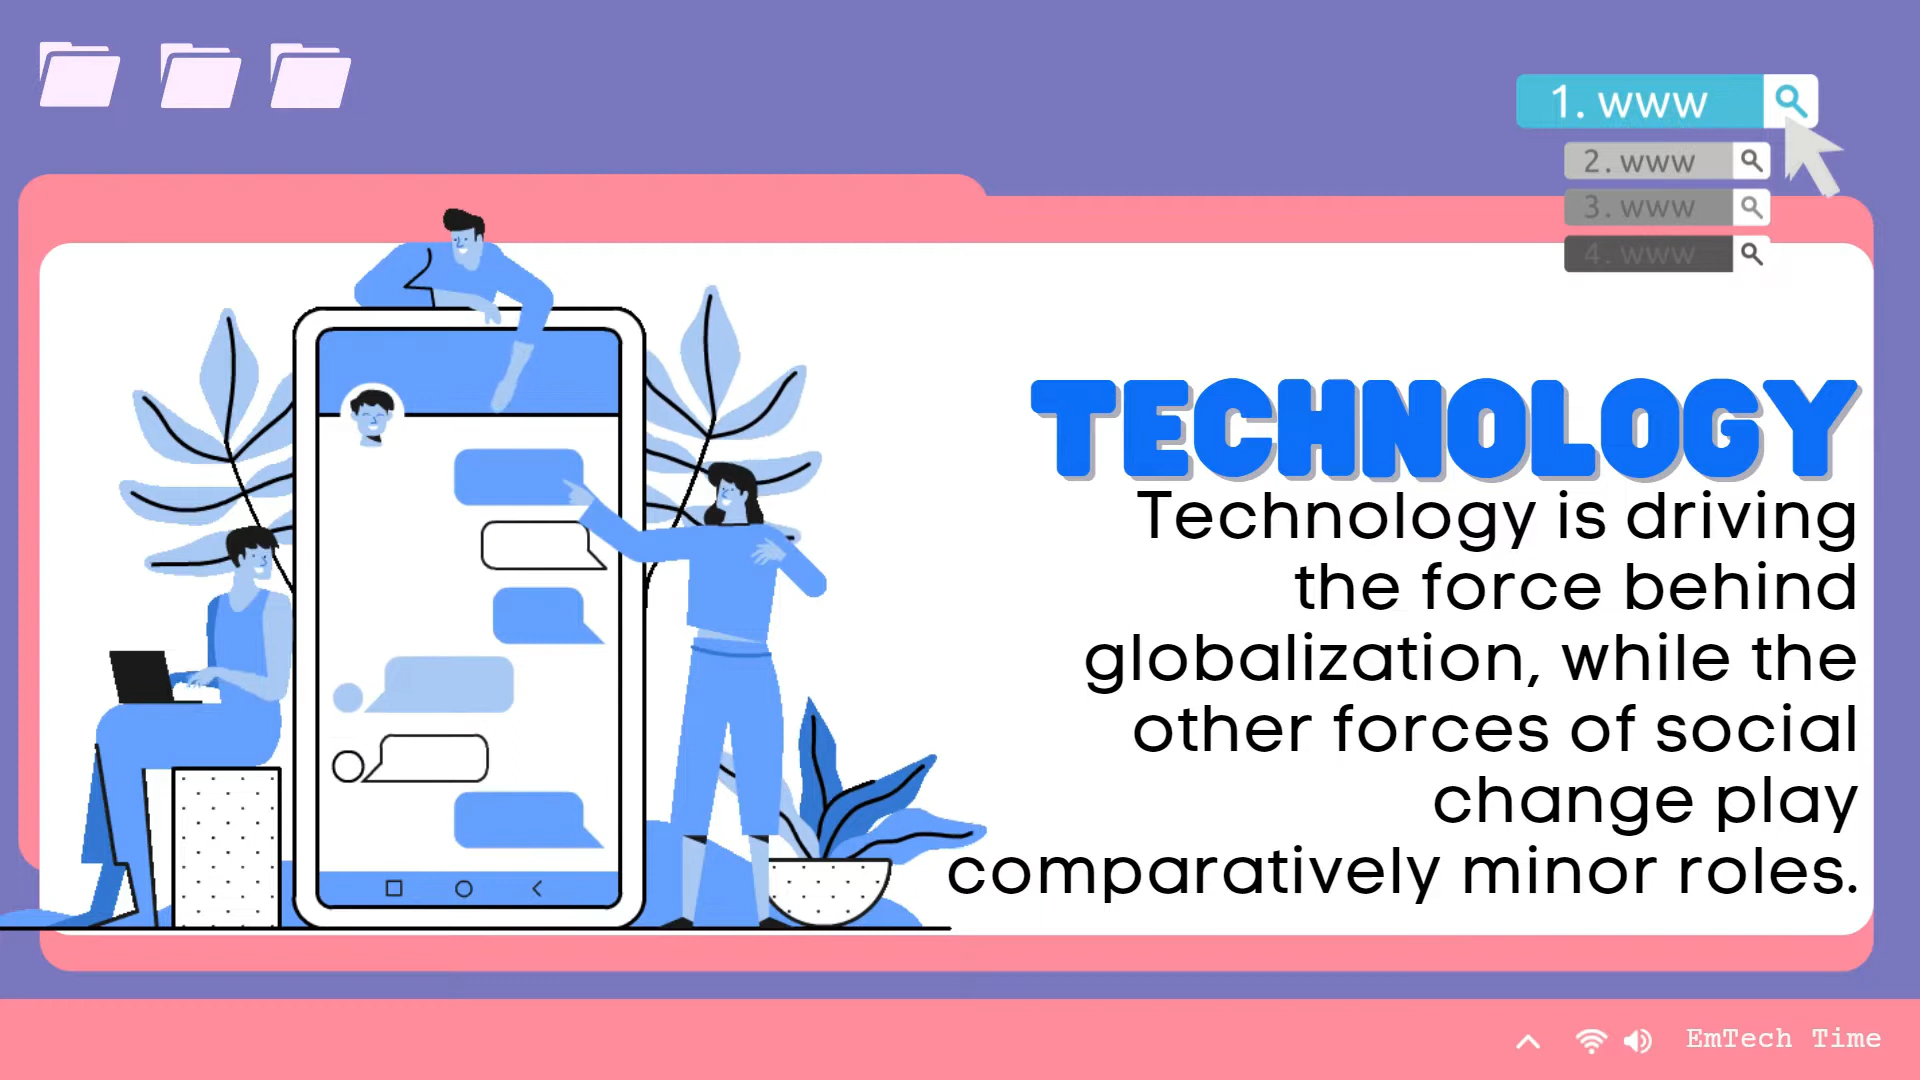 1. www
2. www
3. www
4. www
TECHNOLOGY
Technology is driving
the force behind
globalization, while the
other forces of social
change play
comparatively minor roles.
EmTech Time